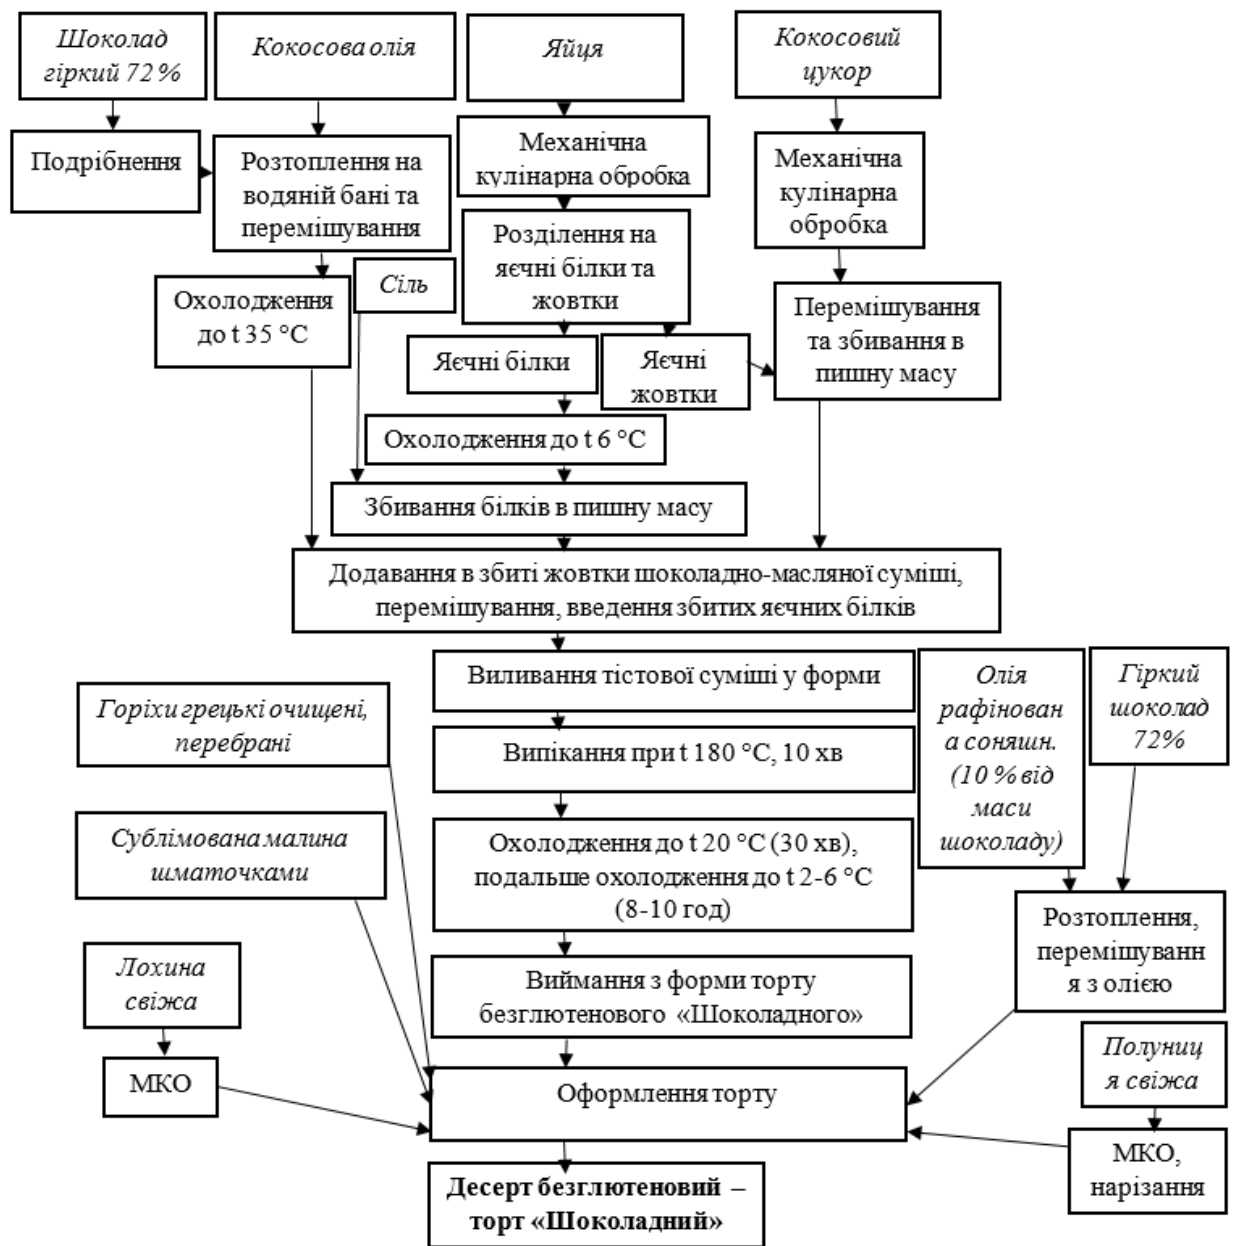 Шоколад
гіркий 72 %
Кокосова олія
Яйця
Кокосовий
цукор
Подрібнення
Розтоплення на
водяній бані та
перемішування
Механічна
кулінарна обробка
Механічна
кулінарна
обробка
Розділення на
яєчні білки та
жовтки
Сіль
Охолодження
до t 35 °С
Перемішування
та збивання в
пишну масу
Яєчні білки
Яєчні
жовтки
Охолодження до t 6 °С
Збивання білків в пишну масу
Додавання в збиті жовтки шоколадно-масляної суміші,
перемішування, введення збитих яєчних білків
Виливання тістової суміші у форми
Олія
рафінован
а соняшн.
(10 % від
маси
шоколаду)
Гіркий
шоколад
72%
Горіхи грецькі очищені,
перебрані
Випікання при t 180 °С, 10 хв
Сублімована малина
шматочками
Охолодження до t 20 °С (30 хв),
подальше охолодження до t 2-6 °С
(8-10 год)
Розтоплення,
перемішуванн
я з олією
Лохина
свіжа
Виймання з форми торту
безглютенового «Шоколадного»
МКО
Полуниц
я свіжа
Оформлення торту
МКО,
нарізання
Десерт безглютеновий –
торт «Шоколадний»